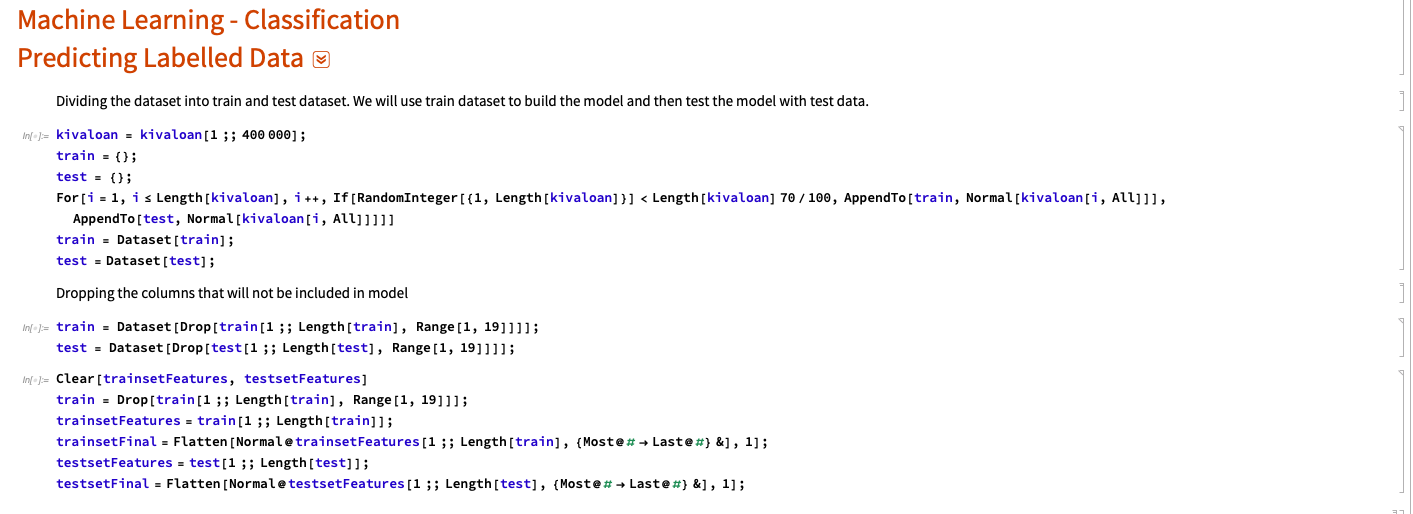 Machine Learning - Classification
Predicting Labelled Data
Dividing the dataset into train and test dataset. We will use train dataset to build the model and then test the model with test data.
In[•]:= kivaloan = kivaloan[1 ;; 400 000];
train = {};
test = {};
For[i = 1, i ≤ Length[kivaloan], i++, If[RandomInteger[{1, Length[kivaloan]}] < Length[kivaloan] 70 / 100, AppendTo[train, Normal[kivaloan[i, All]]],
AppendTo[test, Normal[kivaloan[i, All]]]]]
train = Dataset[train];
test = Dataset[test];
Dropping the columns that will not be included in model
In[•]:= train = Dataset[Drop[train[1 ;; Length[train], Range[1, 19]]]];
test = Dataset[Drop[test[1 ;; Length[test], Range[1, 19]]]];
In[•]:= Clear[trainsetFeatures, testsetFeatures]
train = Drop[train[1 ;; Length[train], Range[1, 19]]];
trainsetFeatures = train[1 ;; Length[train]];
trainsetFinal = Flatten[Normal@trainsetFeatures[1 ;; Length[train], {Most@# → Last@#} &], 1];
testsetFeatures = test[1 ;; Length[test]];
testsetFinal = Flatten[Normal@testsetFeatures[1 ;; Length[test], {Most@# → Last@#} &], 1];